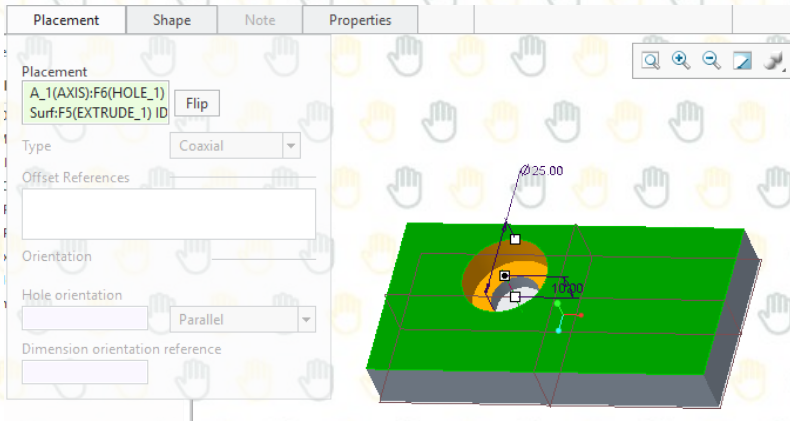 Placement
Shape
Note
Properties
Placement
A_1(AXIS):F6(HOLE_1)
Surf:F5(EXTRUDE_1) ID
Flip
Type
Coaxial
Offset References
Orientation
Hole orientation
Parallel
Dimension orientation reference
Ø25.00
10.00